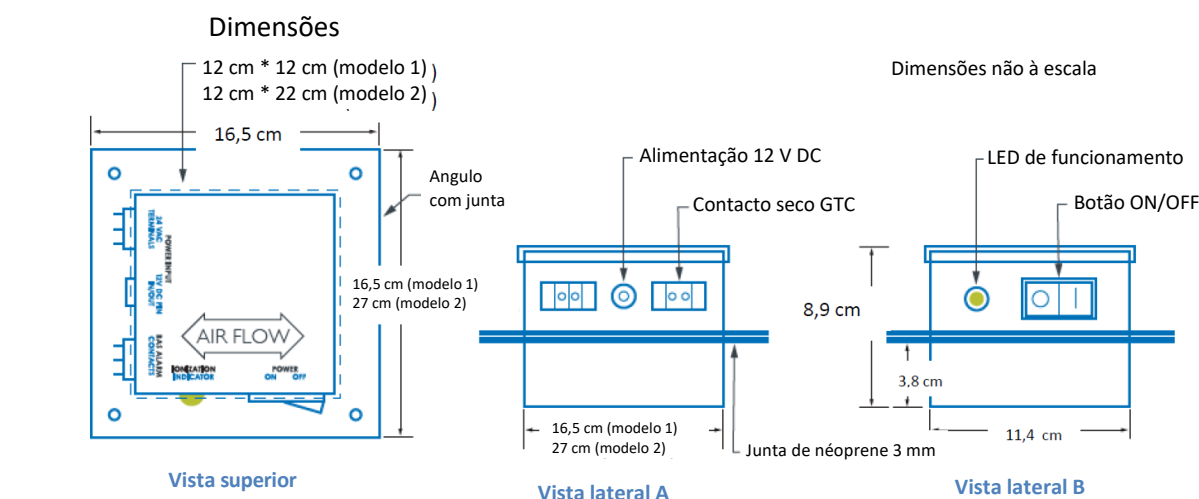 Dimensões
12 cm * 12 cm (modelo 1) )
12 cm * 22 cm (modelo 2) )
16,5 cm
Angulo
com junta
16,5 cm (modelo 1)
27 cm (modelo 2)
24 VAC
TERMINALS
POWER INPUT
12V DC PIN
IN/OUT
BAS ALARM
CONTACTS
AIR FLOW
IONIZATION
INDICATOR
POWER
ON OFF
Vista superior
Alimentação 12 V DC
Contacto seco GTC
16,5 cm (modelo 1)
27 cm (modelo 2)
Junta de néoprene 3 mm
Vista lateral A
Dimensões não à escala
LED de funcionamento
Botão ON/OFF
8,9 cm
3,8 cm
11,4 cm
Vista lateral B